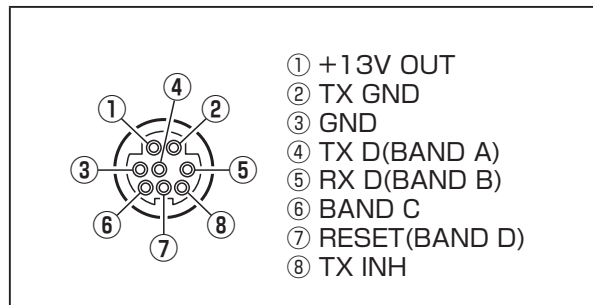 ① +13V OUT
② TX GND
③ GND
④ TX D(BAND A)
⑤ RX D(BAND B)
⑥ BAND C
⑦ RESET(BAND D)
⑧ TX INH
④
① ②
③ ⑤
⑥ ⑧
⑦